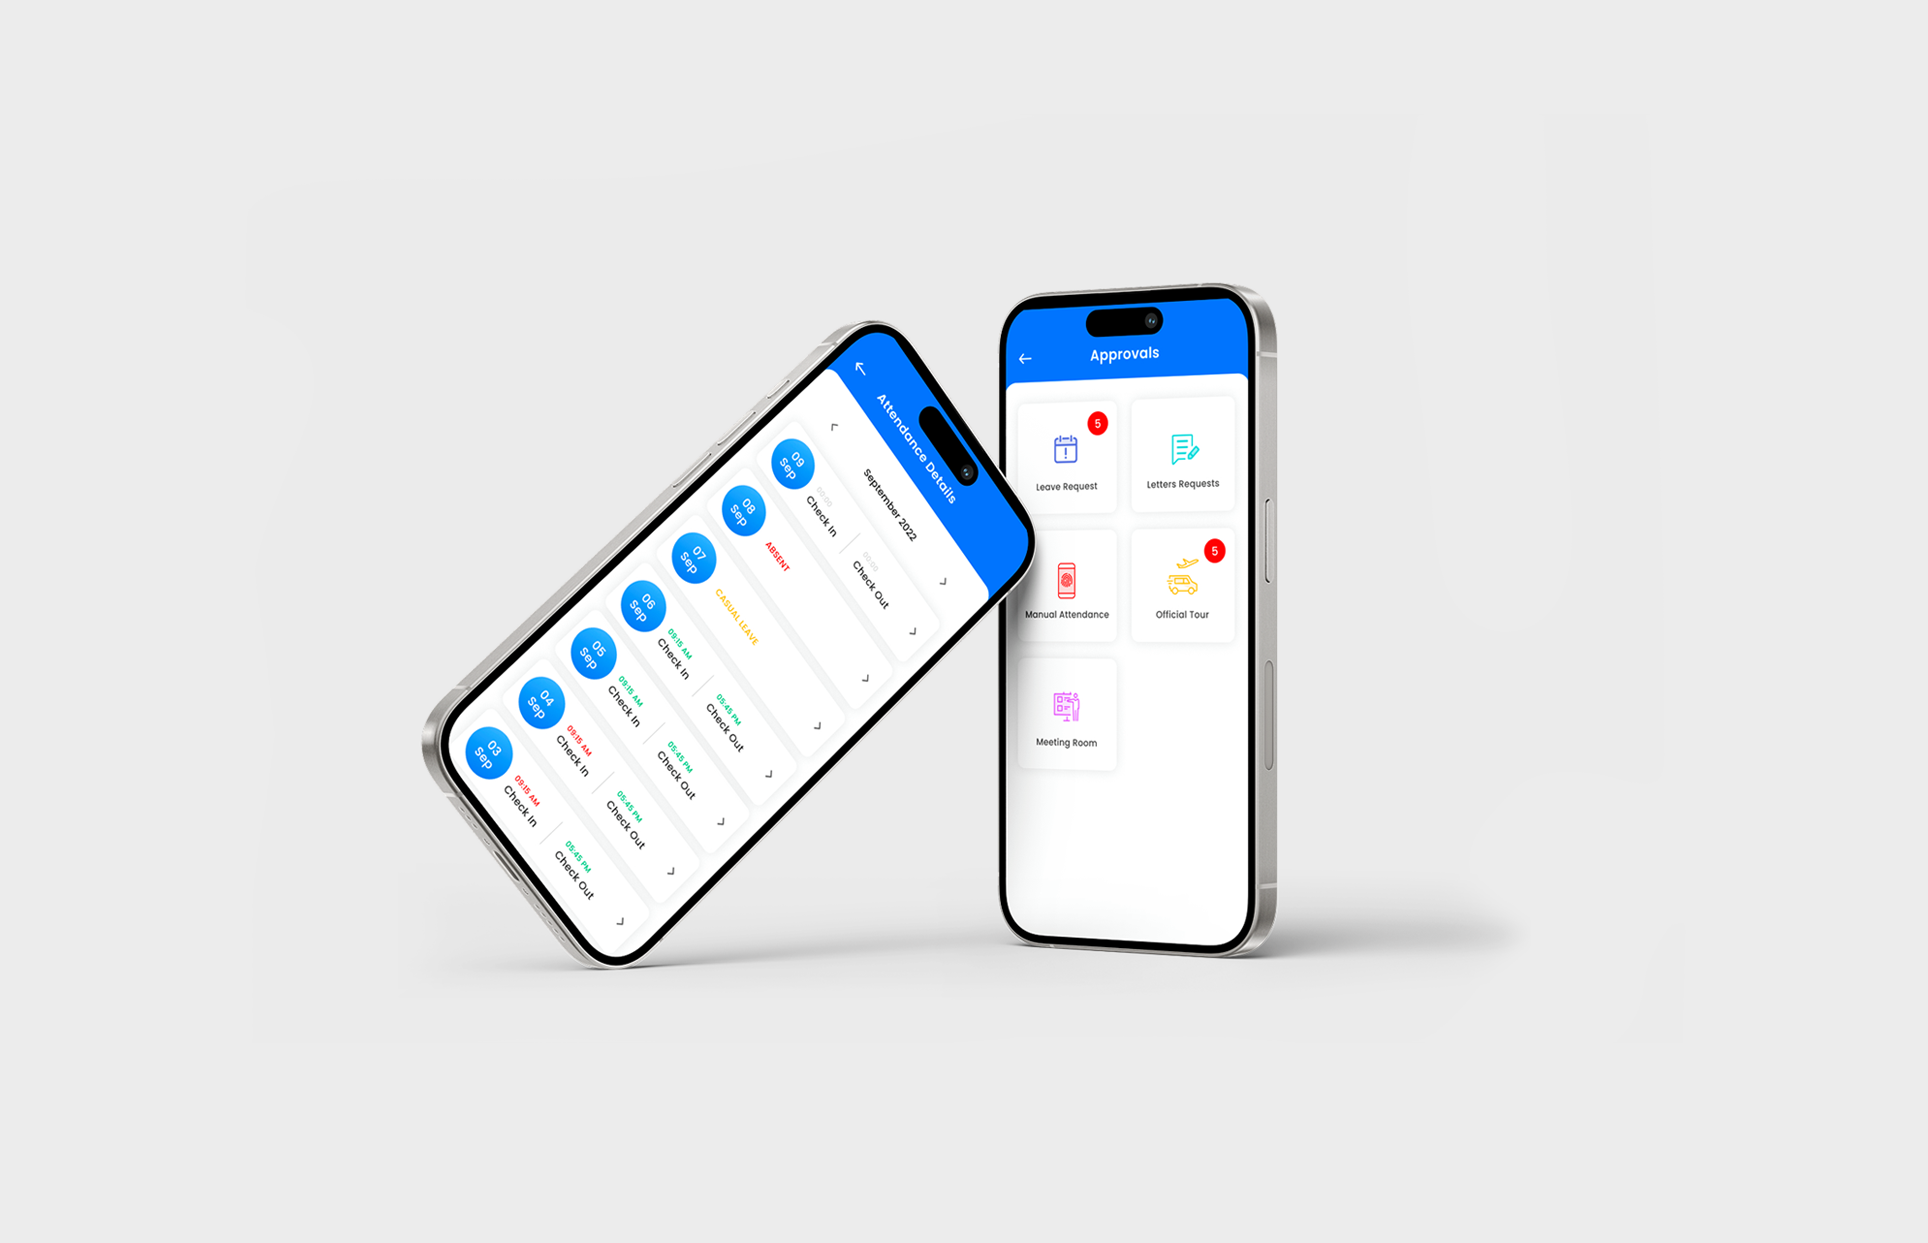 Attendance Details
September 2022
09
Sep
00:00
Check In
00:00
Check Out
08
Sep
ABSENT
07
Sep
CASUAL LEAVE
06
Sep
09:15 AM
Check In
05:45 PM
Check Out
05
Sep
09:15 AM
Check In
05:45 PM
Check Out
04
Sep
09:15 AM
Check In
05:45 PM
Check Out
03
Sep
09:15 AM
Check In
05:45 PM
Check Out
Approvals
5
Leave Request
Letters Requests
Manual Attendance
5
Official Tour
Meeting Room